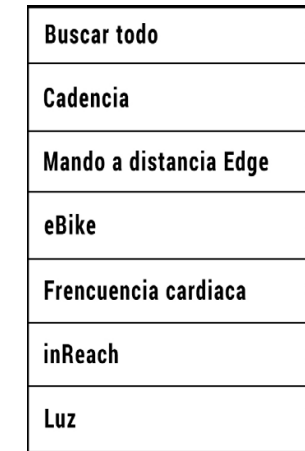 Buscar todo
Cadencia
Mando a distancia Edge
eBike
Frencuencia cardiaca
inReach
Luz